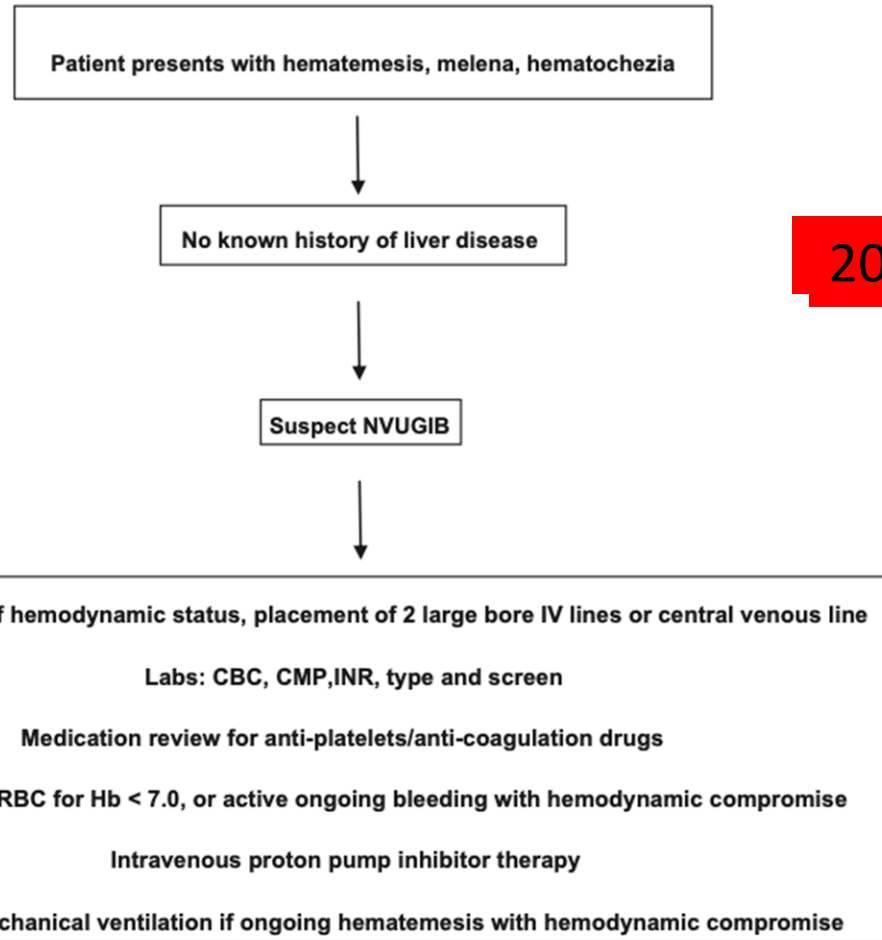 Patient presents with hematemesis, melena, hematochezia
No known history of liver disease
20
Suspect NVUGIB
hemodynamic status, placement of 2 large bore IV lines or central venous line
Labs: CBC, CMP,INR, type and screen
Medication review for anti-platelets/anti-coagulation drugs
RBC for Hb < 7.0, or active ongoing bleeding with hemodynamic compromise
Intravenous proton pump inhibitor therapy
ventilation if ongoing hematemesis with hemodynamic compromise